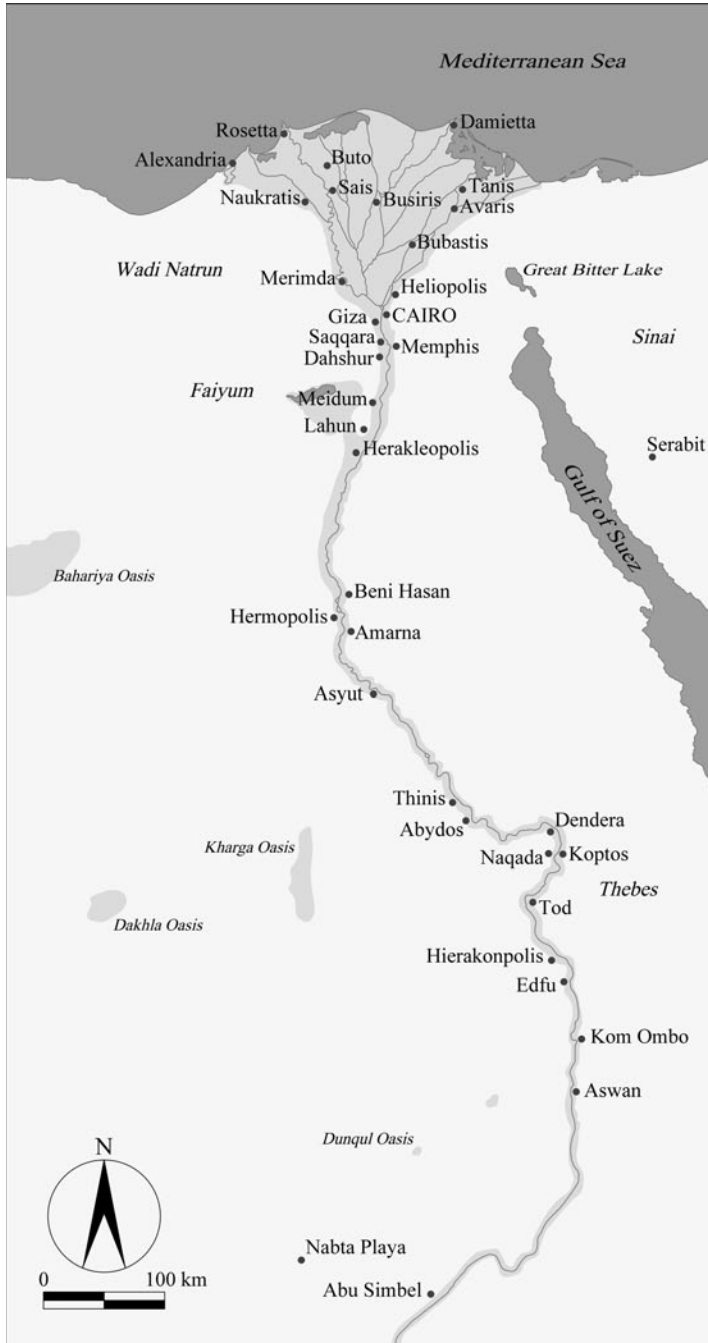 Mediterranean Sea
Damietta
Rosetta
Alexandria
Buto
Sais
Tanis
Naukratis
Busiris
Avaris
Bubastis
Wadi Natrun
Great Bitter Lake
Merimda
Heliopolis
Giza
CAIRO
Saqqara
Memphis
Sinai
Dahshur
Faiyum
Meidum
Lahun
Serabit
Herakleopolis
Gulf of Suez
Bahariya Oasis
Beni Hasan
Hermopolis
Amarna
Asyut
Thinis
Abydos
Dendera
Kharga Oasis
Naqada
Koptos
Thebes
Tod
Dakhla Oasis
Hierakonpolis
Edfu
Kom Ombo
Aswan
Dunqul Oasis
N
Nabta Playa
0 100 km
Abu Simbel